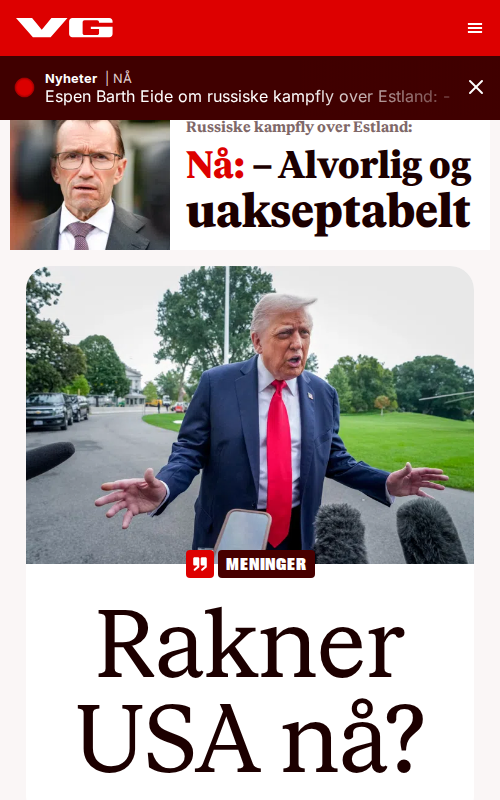 VG
Nyheter | NÅ
Espen Barth Eide om russiske kampfly over Estland: -
Russiske kampfly over Estland:
Nå: – Alvorlig og
uakseptabelt
MENINGER
Rakner
USA nå?